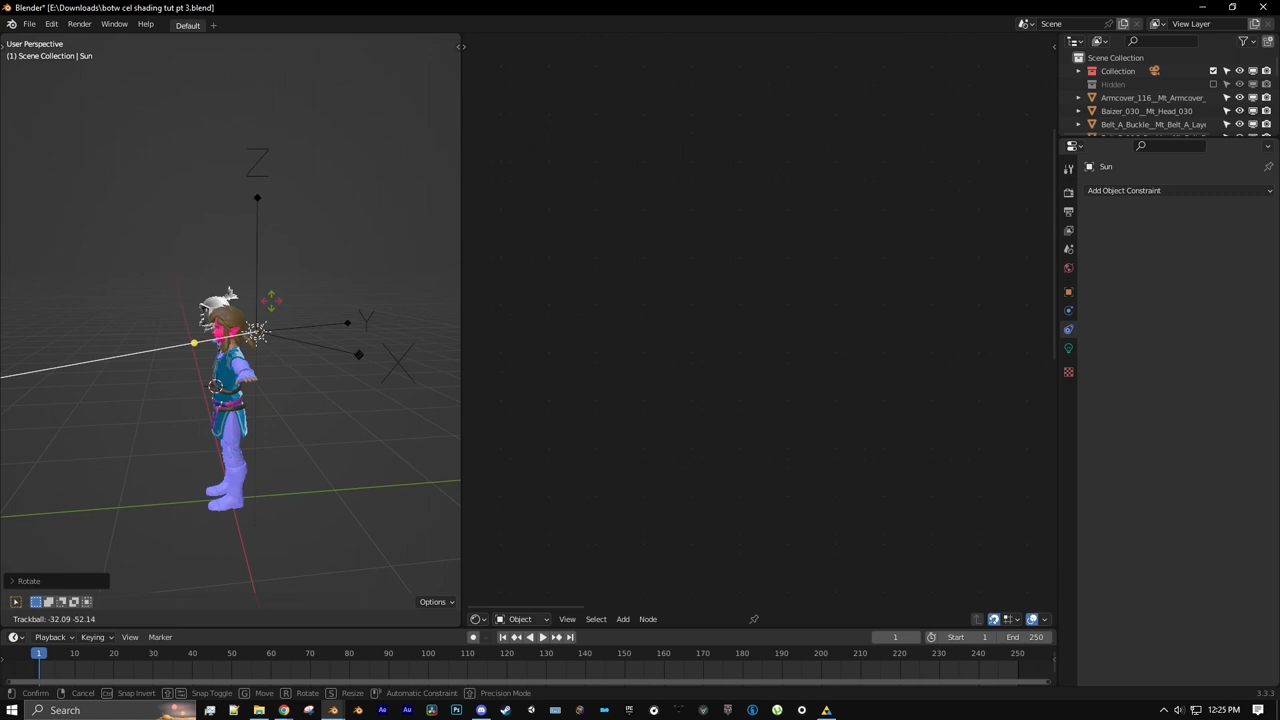 Blender* [E:\Downloads\botw cel shading tut pt 3.blend]
File Edit Render Window Help Default Scene View Layer
User Perspective
(1) Scene Collection | Sun
Scene Collection
Collection
Hidden
Armcover_116__Mt_Armcover_
Baizer_030__Mt_Head_030
Belt_A_Buckle__Mt_Belt_A_Laye
Sun
Add Object Constraint
Z
Y
X
Rotate
Options
Trackball: -32.09 -52.14
Object View Select Add Node
Playback Keying View Marker 1 Start 1 End 250
1 10 20 30 40 50 60 70 80 90 100 110 120 130 140 150 160 170 180 190 200 210 220 230 240 250
Confirm Cancel Ctrl Snap Invert Snap Toggle G Move R Rotate S Resize Automatic Constraint Precision Mode 3.3.3
Search Ae Au Ps 12:25 PM